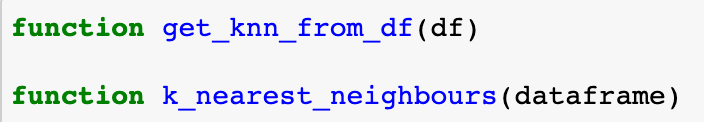 function get_knn_from_df(df)
function k_nearest_neighbours(dataframe)